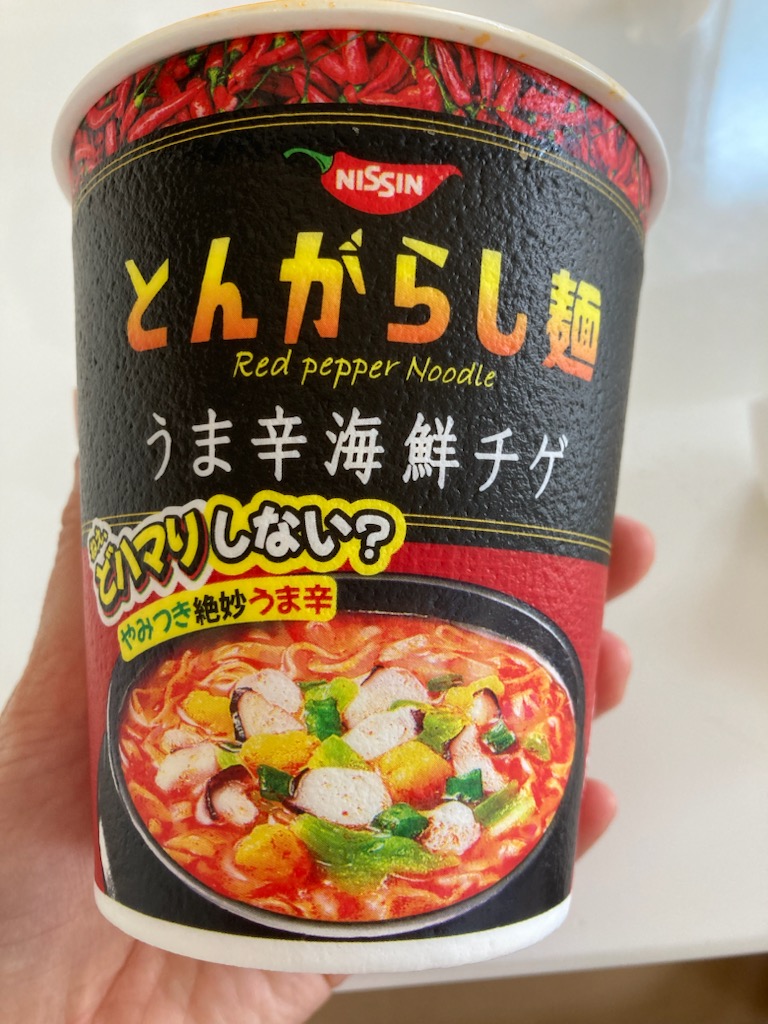 NISSIN
とんがらし麺
Red pepper Noodle
うま辛海鮮チゲ
どハマりしない?
やみつき絶妙うま辛